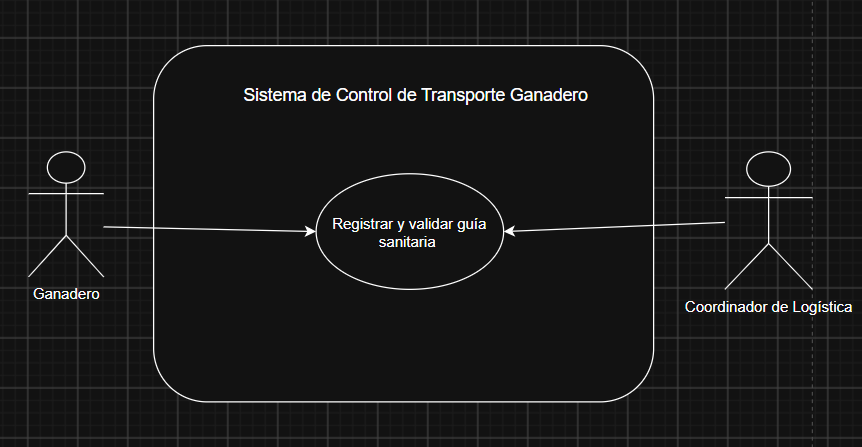 Sistema de Control de Transporte Ganadero
Registrar y validar guía
sanitaria
Ganadero
Coordinador de Logística